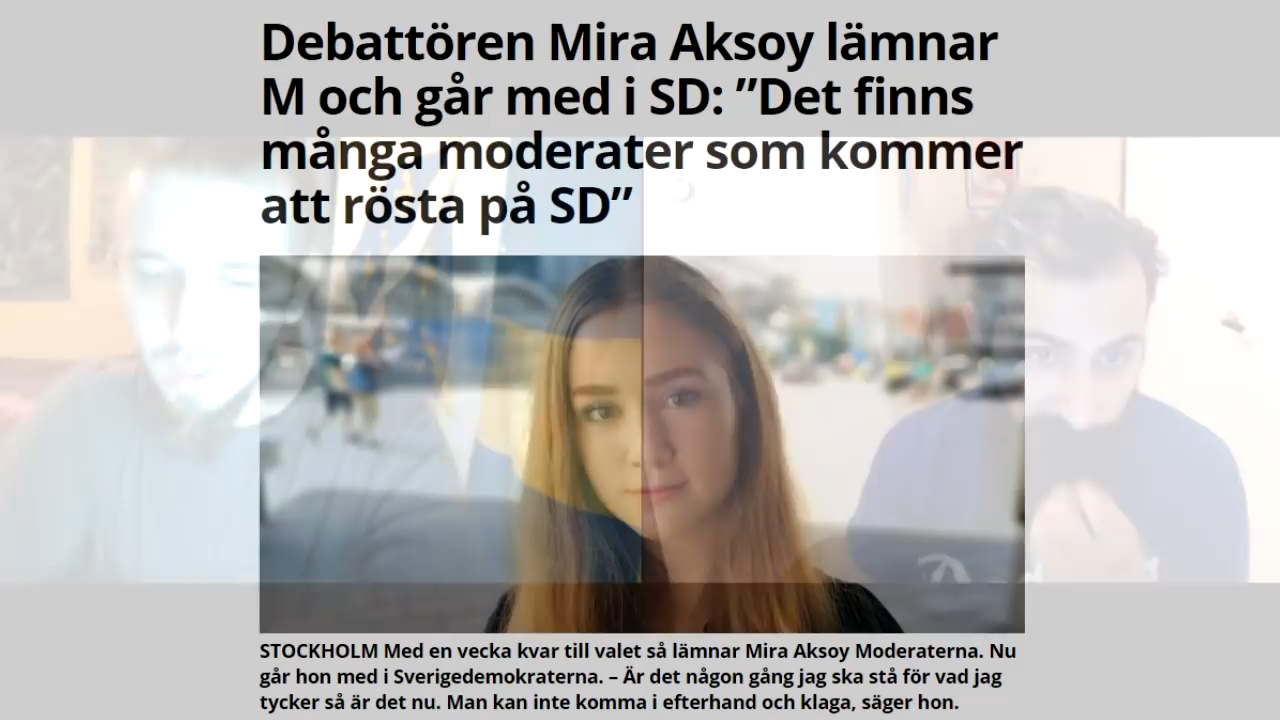 Debattören Mira Aksoy lämnar
M och går med i SD: ”Det finns
många moderater som kommer
att rösta på SD”
STOCKHOLM Med en vecka kvar till valet så lämnar Mira Aksoy Moderaterna. Nu
går hon med i Sverigedemokraterna. – Är det någon gång jag ska stå för vad jag
tycker så är det nu. Man kan inte komma i efterhand och klaga, säger hon.